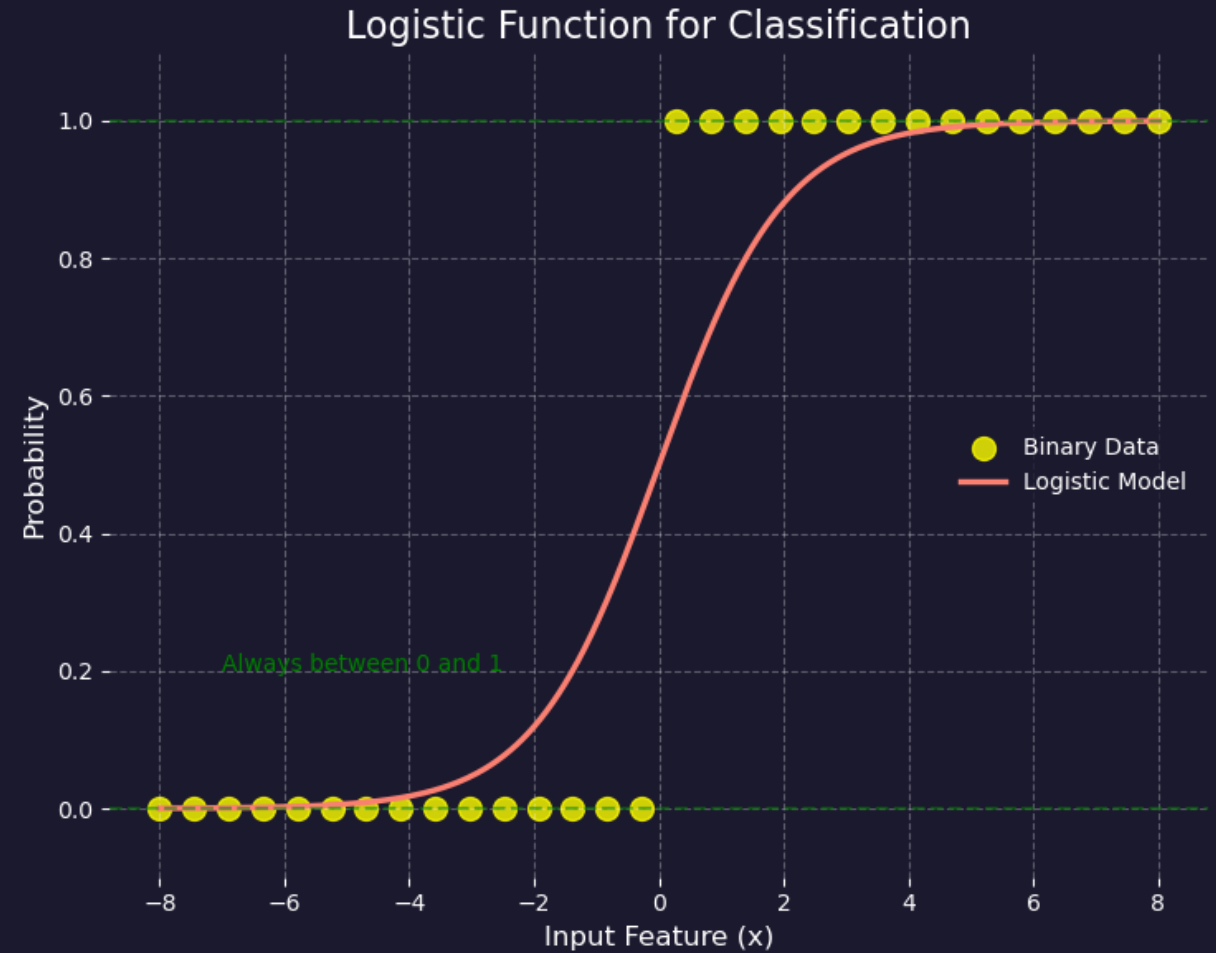 Logistic Function for Classification
1.0
0.8
0.6
0.4
0.2
0.0
Probability
Binary Data
Logistic Model
Always between 0 and 1
−8 −6 −4 −2 0 2 4 6 8
Input Feature (x)